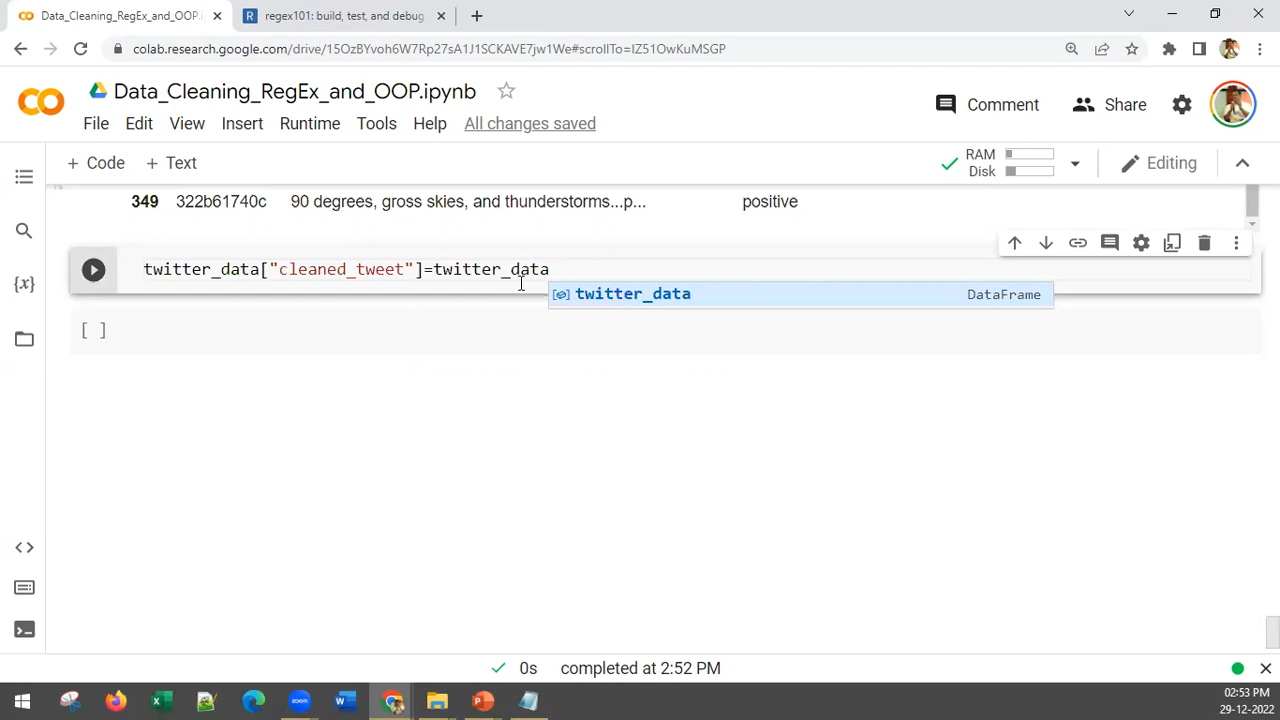 Data_Cleaning_RegEx_and_OOP.ipynb
regex101: build, test, and debug
colab.research.google.com/drive/15OzBYvoh6W7Rp27sA1J1SCKAVE7jw1We#scrollTo=IZ51OwKuMSGP
Data_Cleaning_RegEx_and_OOP.ipynb
Comment
Share
File Edit View Insert Runtime Tools Help All changes saved
+ Code + Text
RAM
Disk
Editing
349 322b61740c 90 degrees, gross skies, and thunderstorms...p... positive
twitter_data["cleaned_tweet"]=twitter_data
twitter_data DataFrame
[ ]
{x}
0s completed at 2:52 PM
zoom
02:53 PM
29-12-2022